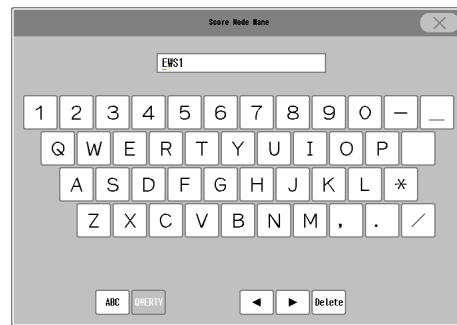 Score Mode Name
EWS1
1 2 3 4 5 6 7 8 9 0 - _
Q W E R T Y U I O P
A S D F G H J K L *
Z X C V B N M , . /
ABC QWERTY ◄ ► Delete